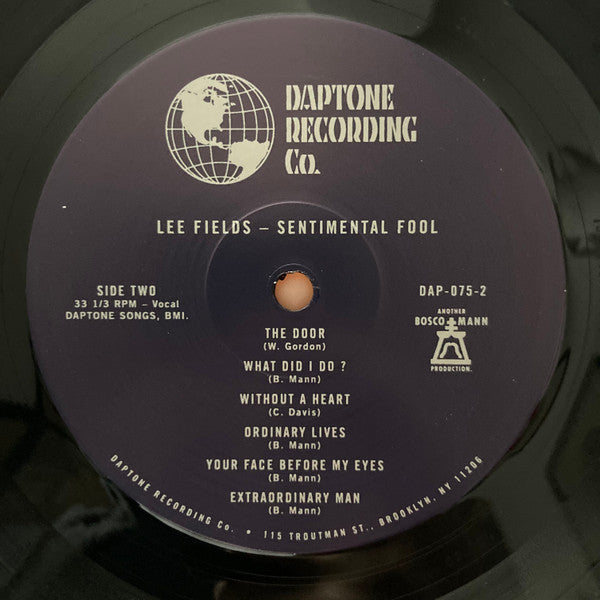 DAPTONE
RECORDING
Co.
LEE FIELDS – SENTIMENTAL FOOL
SIDE TWO
33 1/3 RPM – Vocal
DAPTONE SONGS, BMI.
DAP-075-2
ANOTHER
BOSCO MANN
PRODUCTION.
THE DOOR
(W. Gordon)
WHAT DID I DO ?
(B. Mann)
WITHOUT A HEART
(C. Davis)
ORDINARY LIVES
(B. Mann)
YOUR FACE BEFORE MY EYES
(B. Mann)
EXTRAORDINARY MAN
(B. Mann)
DAPTONE RECORDING Co. • 115 TROUTMAN ST., BROOKLYN, NY 11206